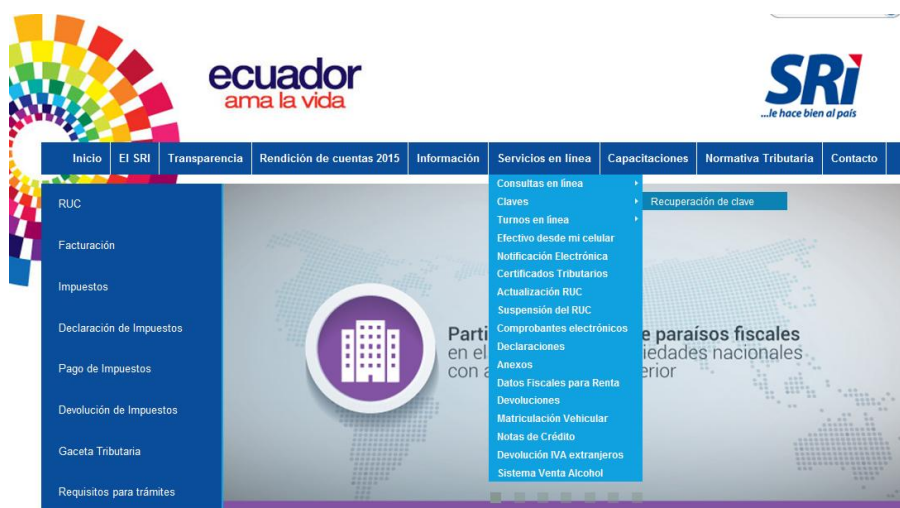 ecuador
ama la vida
SRi
...le hace bien al país
Inicio El SRI Transparencia Rendición de cuentas 2015 Información Servicios en línea Capacitaciones Normativa Tributaria Contacto
RUC
Facturación
Impuestos
Declaración de Impuestos
Pago de Impuestos
Devolución de Impuestos
Gaceta Tributaria
Requisitos para trámites
Consultas en línea
Claves
Recuperación de clave
Turnos en línea
Efectivo desde mi celular
Notificación Electrónica
Certificados Tributarios
Actualización RUC
Suspensión del RUC
Comprobantes electrónicos
Declaraciones
Anexos
Datos Fiscales para Renta
Devoluciones
Matriculación Vehicular
Notas de Crédito
Devolución IVA extranjeros
Sistema Venta Alcohol
paraísos fiscales
en nacionales
con